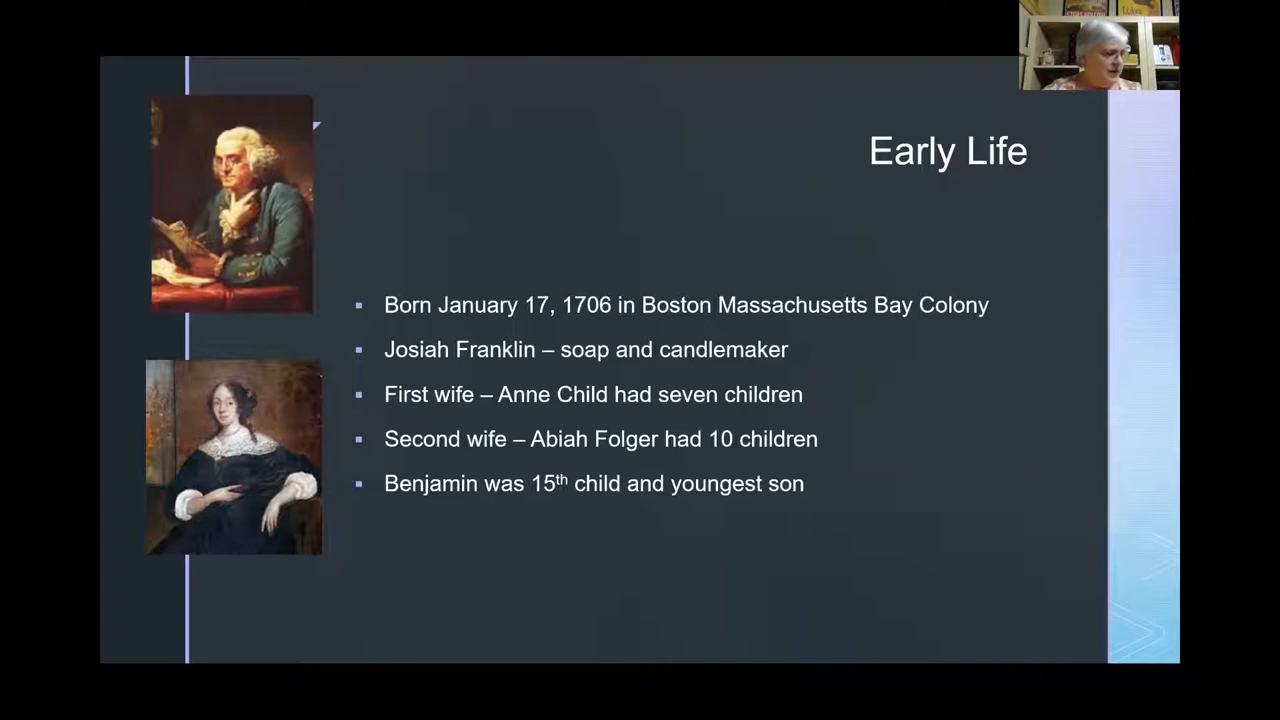 Early Life
▪ Born January 17, 1706 in Boston Massachusetts Bay Colony
▪ Josiah Franklin – soap and candlemaker
▪ First wife – Anne Child had seven children
▪ Second wife – Abiah Folger had 10 children
▪ Benjamin was 15th child and youngest son